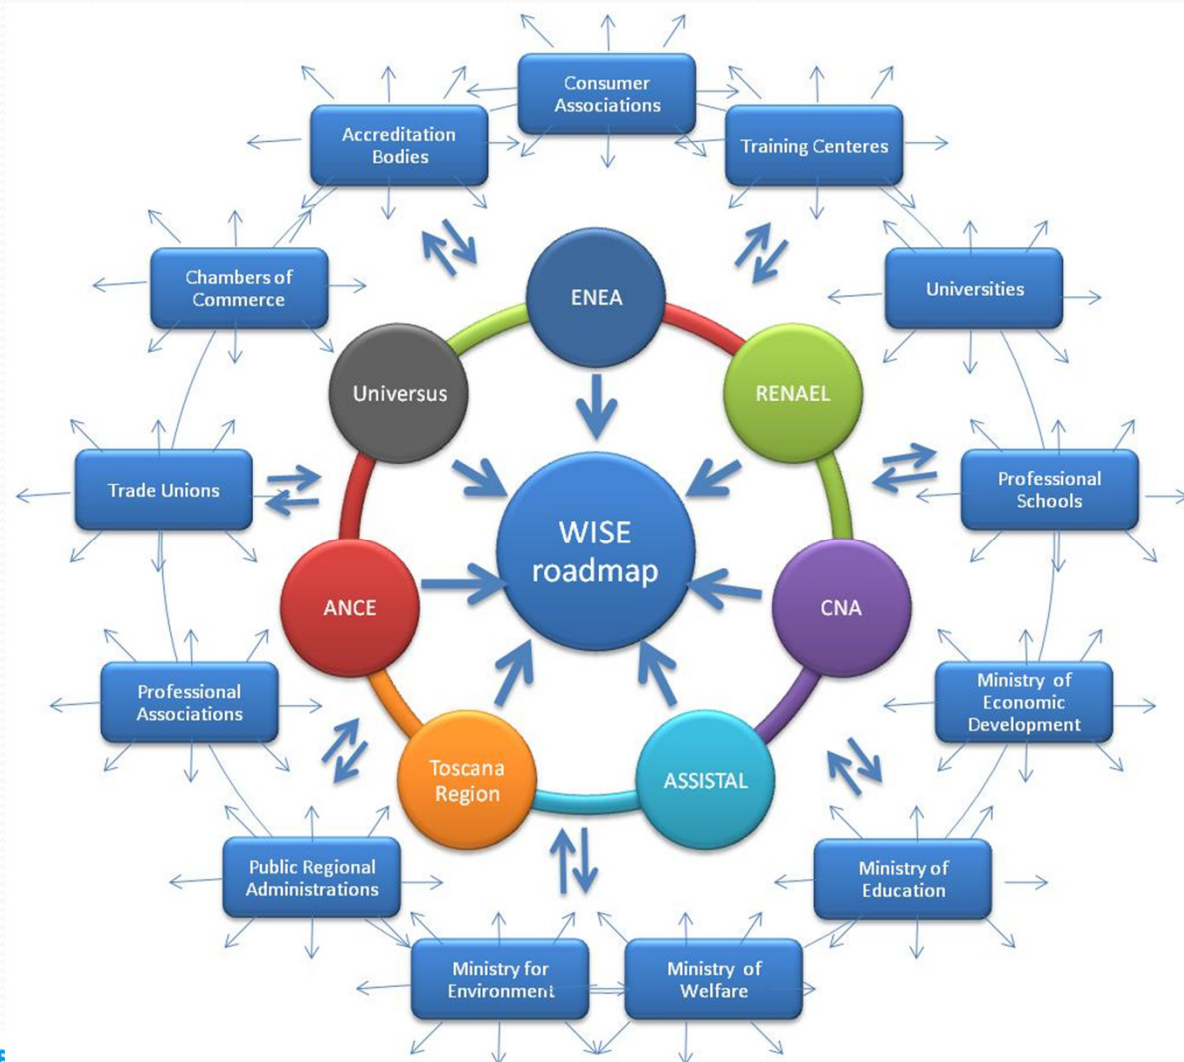 Consumer
Associations
Accreditation
Bodies
Training Centeres
Chambers of
Commerce
Universities
ENEA
Universus
RENAEL
Trade Unions
Professional
Schools
WISE
roadmap
ANCE
CNA
Professional
Associations
Ministry of
Economic
Development
Toscana
Region
ASSISTAL
Public Regional
Administrations
Ministry of
Education
Ministry for
Environment
Ministry of
Welfare